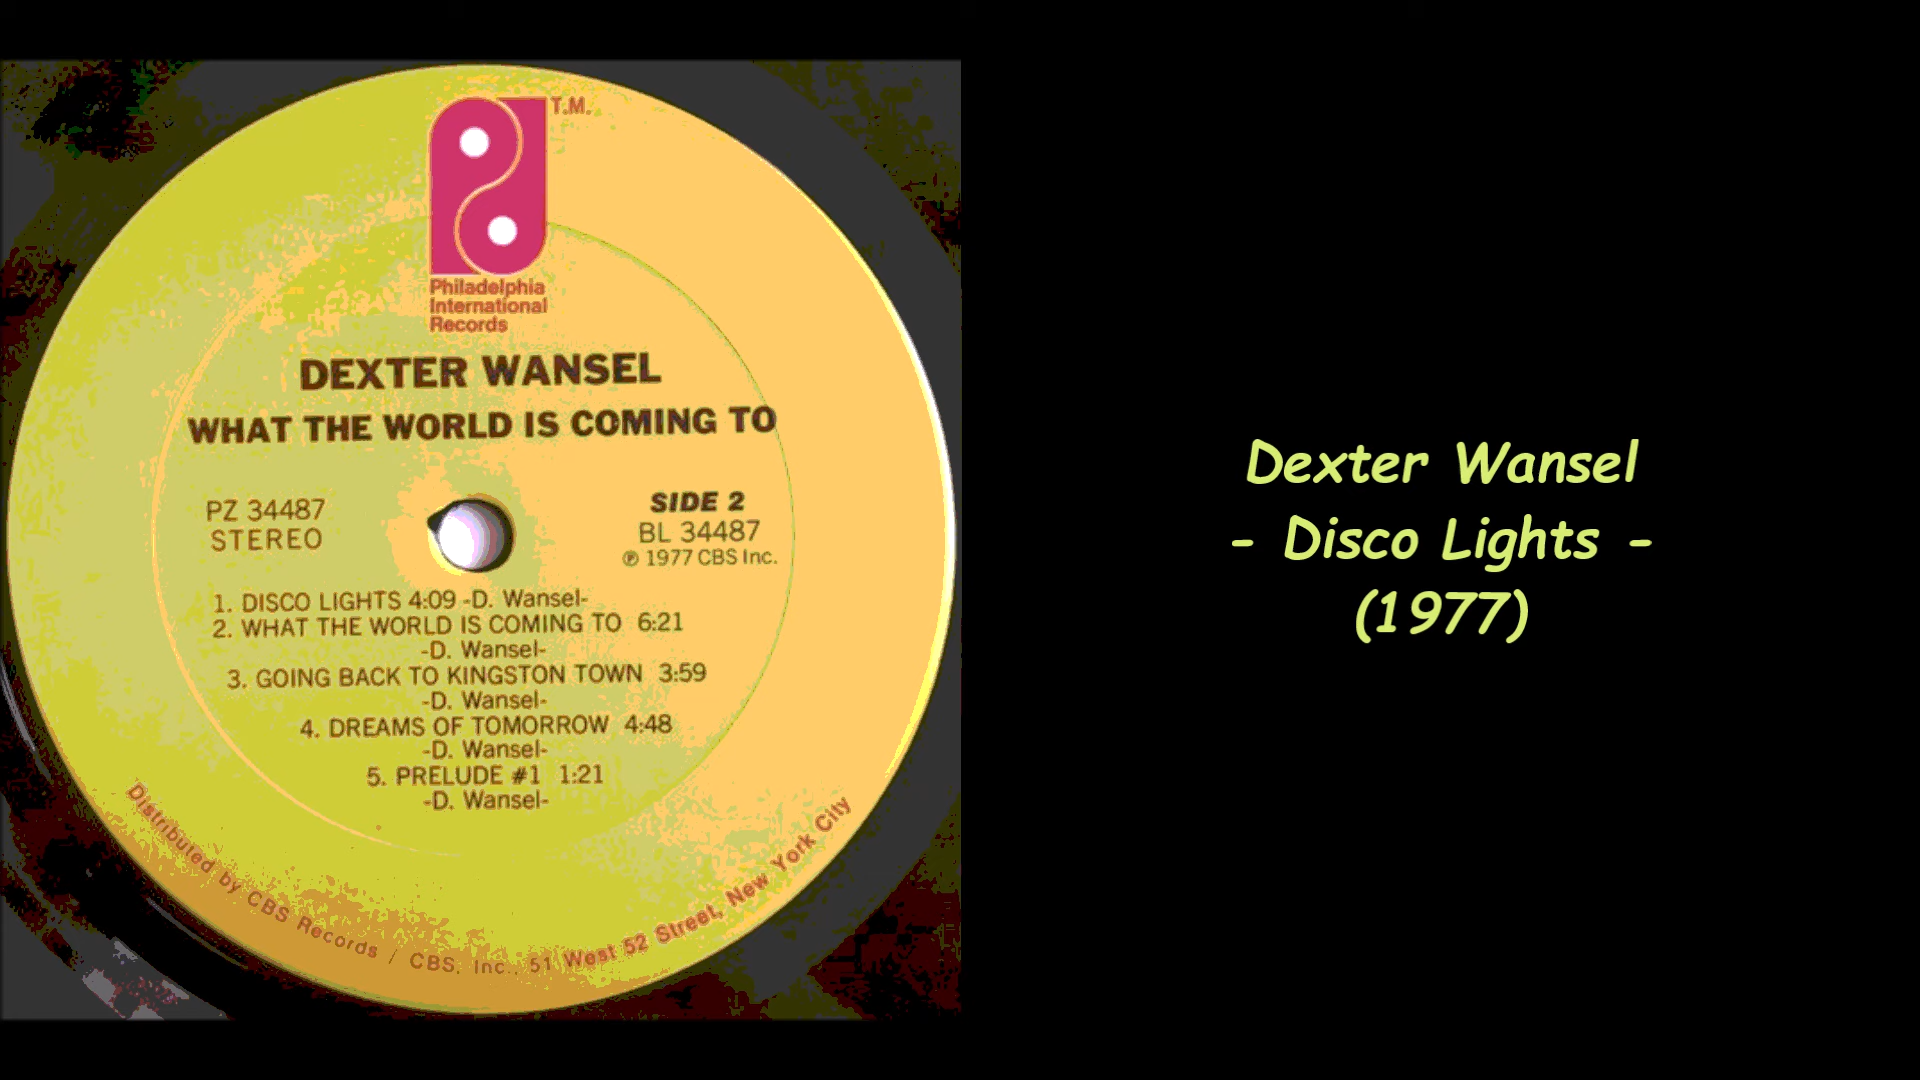 T.M.
Philadelphia
International
Records
DEXTER WANSEL
WHAT THE WORLD IS COMING TO
PZ 34487
STEREO
SIDE 2
BL 34487
℗ 1977 CBS Inc.
1. DISCO LIGHTS 4:09 -D. Wansel-
2. WHAT THE WORLD IS COMING TO 6:21
-D. Wansel-
3. GOING BACK TO KINGSTON TOWN 3:59
-D. Wansel-
4. DREAMS OF TOMORROW 4:48
-D. Wansel-
5. PRELUDE #1 1:21
-D. Wansel-
Distributed by CBS Records / CBS, Inc., 51 West 52 Street, New York City
Dexter Wansel
- Disco Lights -
(1977)